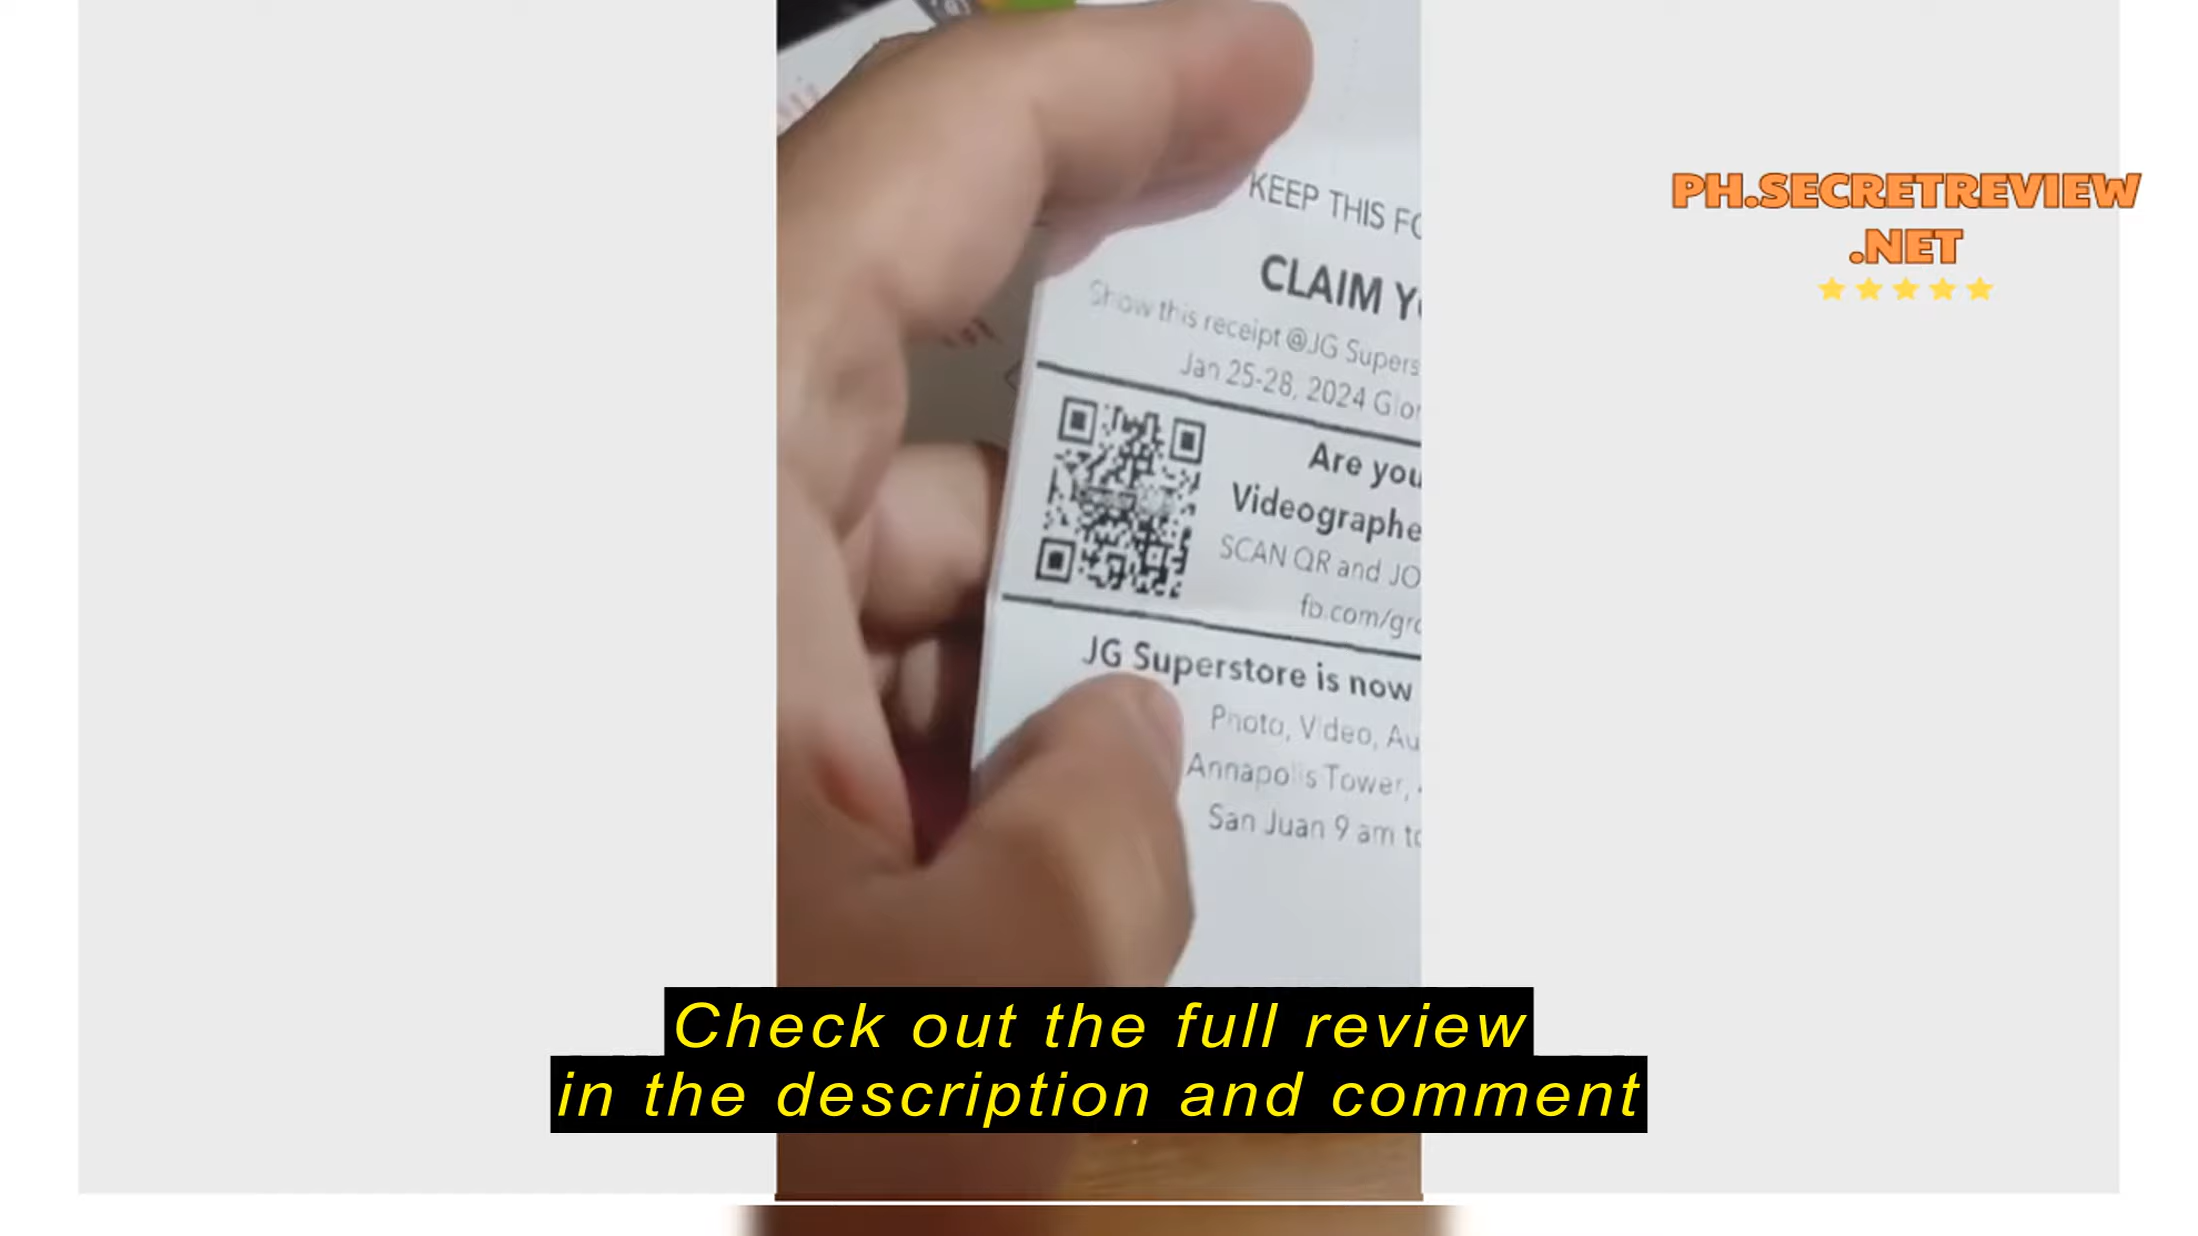 KEEP THIS FO
CLAIM YO
Show this receipt @JG Supers
Jan 25-28, 2024 Glor
Are you
Videographe
SCAN QR and JO
fb.com/gro
JG Superstore is now
Photo, Video, Au
Annapolis Tower,
San Juan 9 am to
PH.SECRETREVIEW
.NET
Check out the full review
in the description and comment